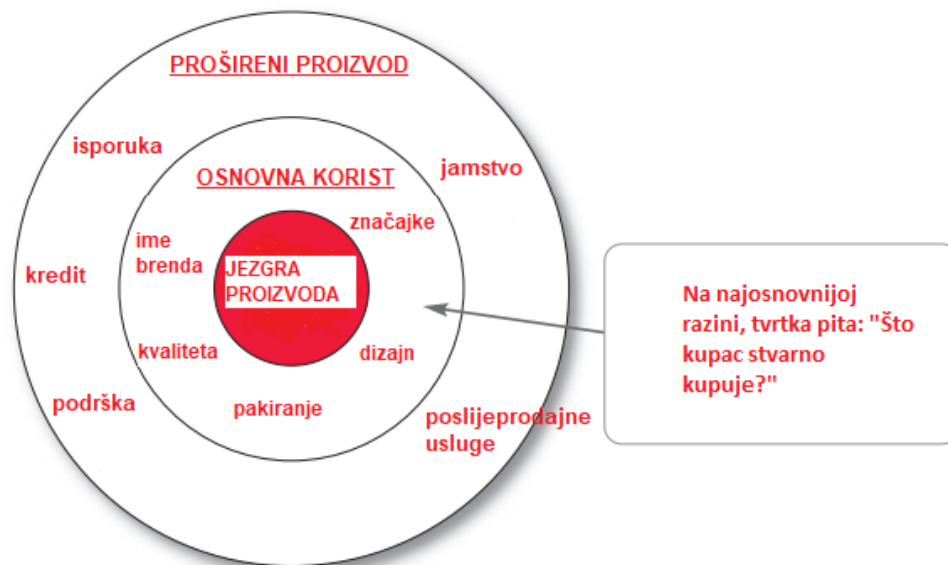 PROŠIRENI PROIZVOD
isporuka
jamstvo
OSNOVNA KORIST
značajke
ime
brenda
kredit
JEZGRA
PROIZVODA
kvaliteta
dizajn
podrška
pakiranje
poslijeprodajne
usluge
Na najosnovnijoj
razini, tvrtka pita: "Što
kupac stvarno
kupuje?"